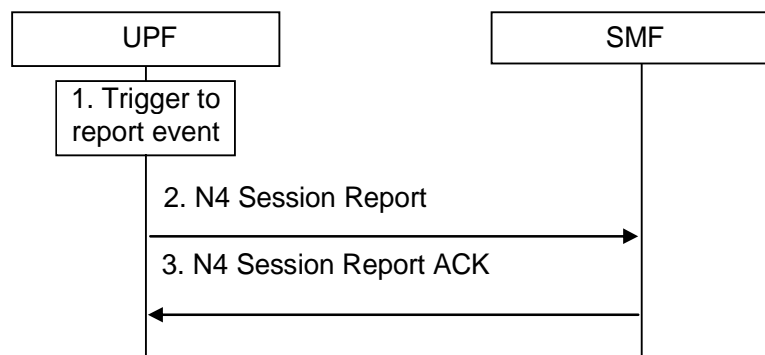 UPF
SMF
1. Trigger to
report event
2. N4 Session Report
3. N4 Session Report ACK